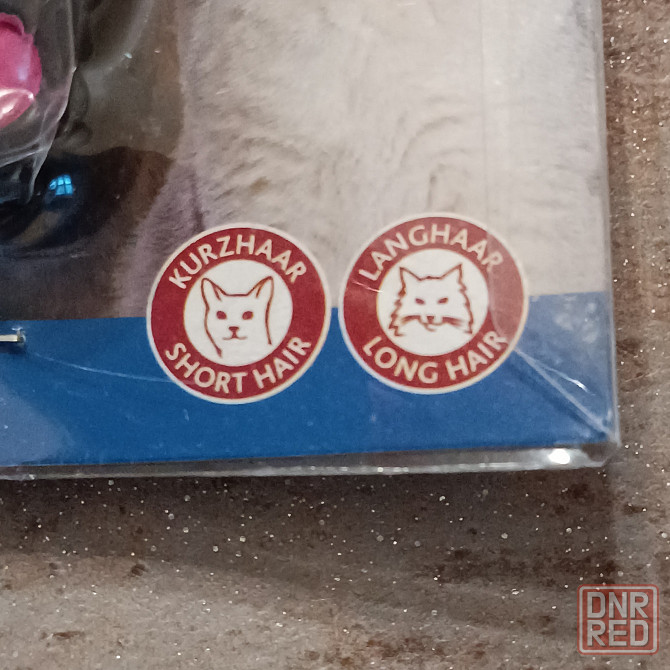 KURZHAAR
SHORT HAIR
LANGHAAR
LONG HAIR
DNR
RED